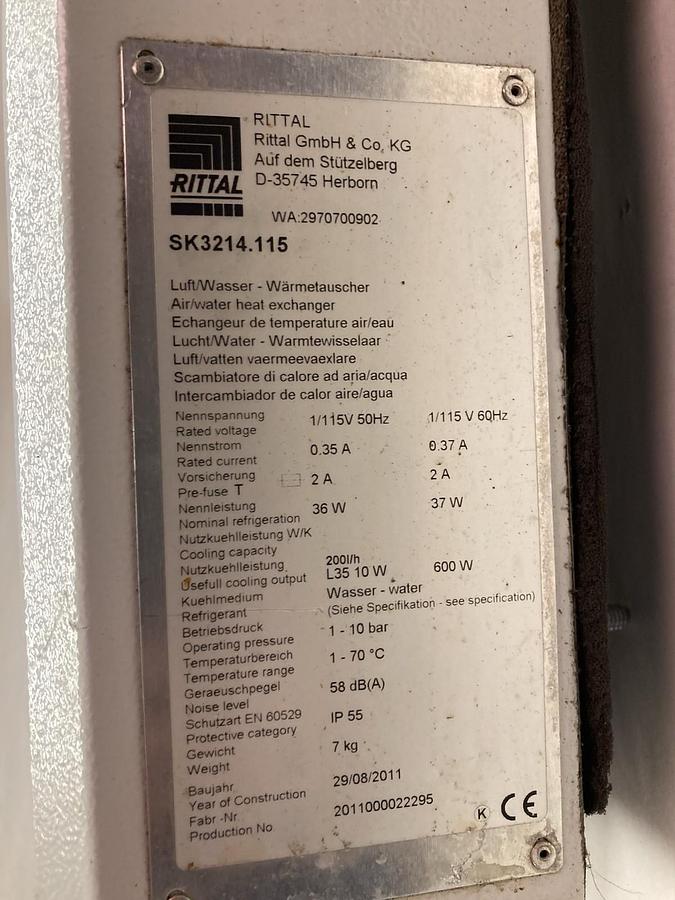 RITTAL
RITTAL
Rittal GmbH & Co. KG
Auf dem Stützelberg
D-35745 Herborn
WA:2970700902
SK3214.115
Luft/Wasser - Wärmetauscher
Air/water heat exchanger
Echangeur de temperature air/eau
Lucht/Water - Warmtewisselaar
Luft/vatten vaermeevaexlare
Scambiatore di calore ad aria/acqua
Intercambiador de calor aire/agua
Nennspannung 1/115V 50Hz 1/115 V 60Hz
Rated voltage
Nennstrom 0.35 A 0.37 A
Rated current
Vorsicherung 2 A 2 A
Pre-fuse T
Nennleistung 36 W 37 W
Nominal refrigeration
Nutzkuehlleistung W/K
Cooling capacity
Nutzkuehlleistung 200l/h
Usefull cooling output L35 10 W 600 W
Kuehlmedium Wasser - water
Refrigerant (Siehe Spezifikation - see specification)
Betriebsdruck 1 - 10 bar
Operating pressure
Temperaturbereich 1 - 70 °C
Temperature range
Geraeuschpegel 58 dB(A)
Noise level
Schutzart EN 60529 IP 55
Protective category
Gewicht 7 kg
Weight
Baujahr 29/08/2011
Year of Construction
Fabr -Nr 2011000022295
Production No
K CE